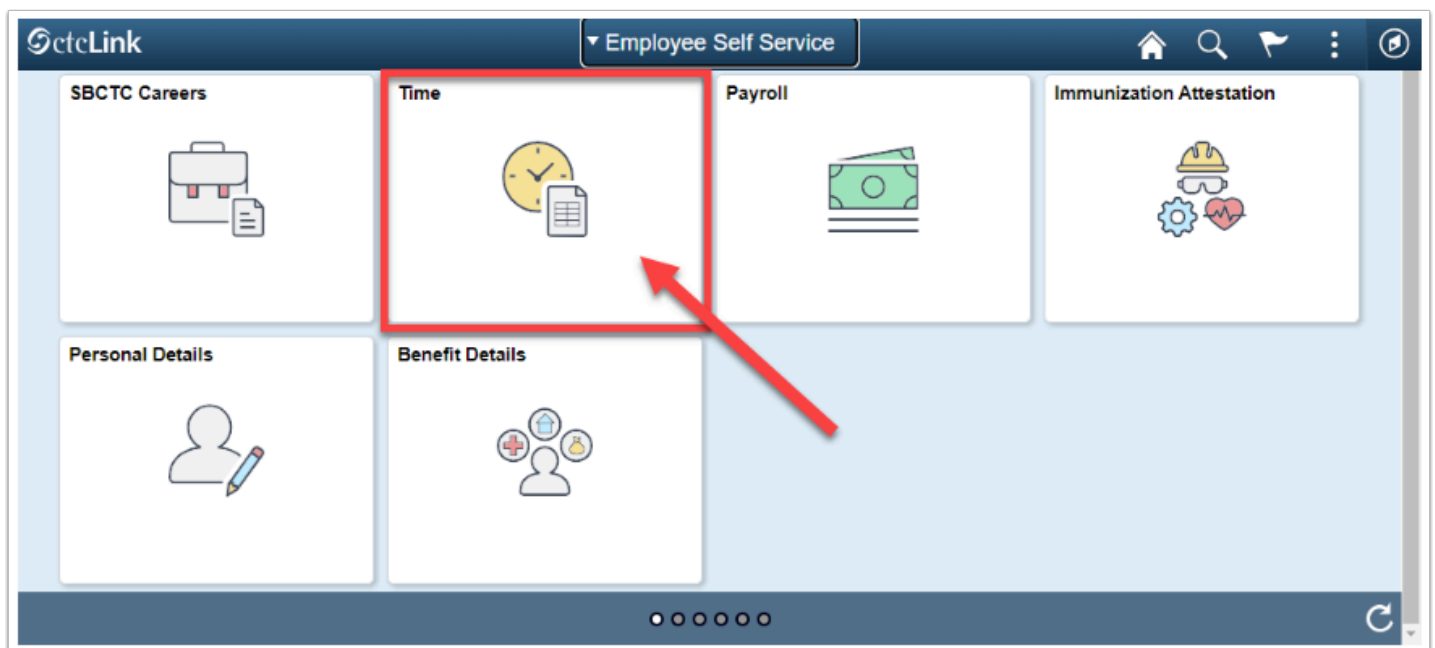 ctcLink
Employee Self Service
SBCTC Careers
Time
Payroll
Immunization Attestation
Personal Details
Benefit Details